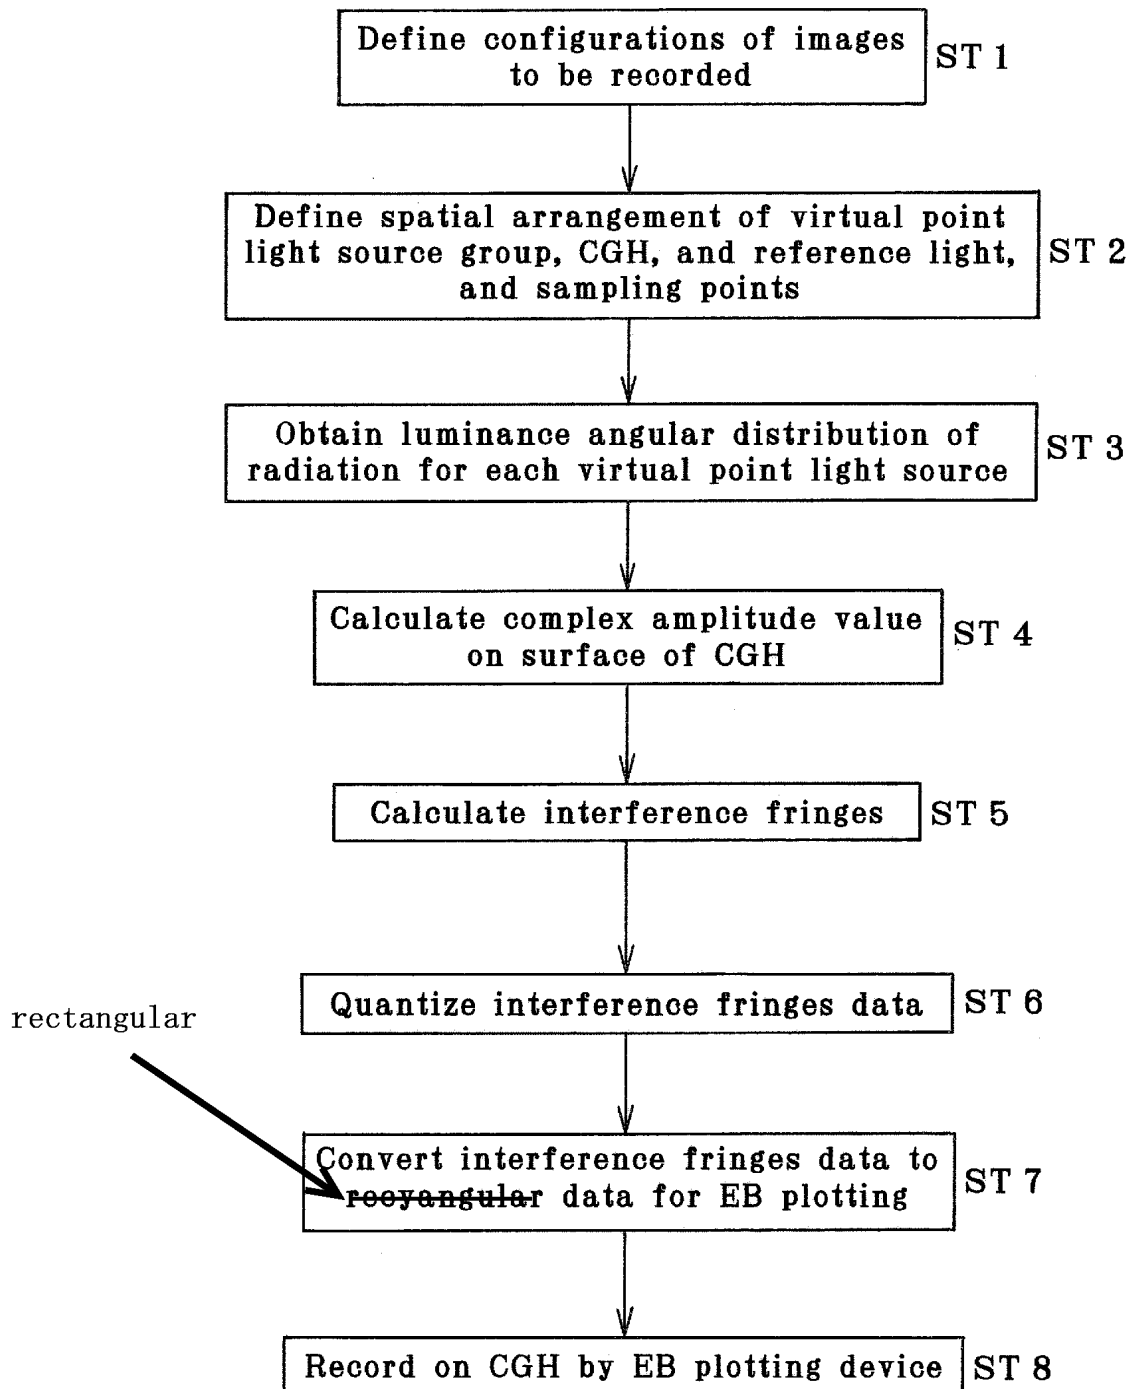 Define configurations of images
to be recorded
ST 1
Define spatial arrangement of virtual point
light source group, CGH, and reference light,
and sampling points
ST 2
Obtain luminance angular distribution of
radiation for each virtual point light source
ST 3
Calculate complex amplitude value
on surface of CGH
ST 4
Calculate interference fringes
ST 5
Quantize interference fringes data
ST 6
rectangular
Convert interference fringes data to
rooyangular data for EB plotting
ST 7
Record on CGH by EB plotting device
ST 8